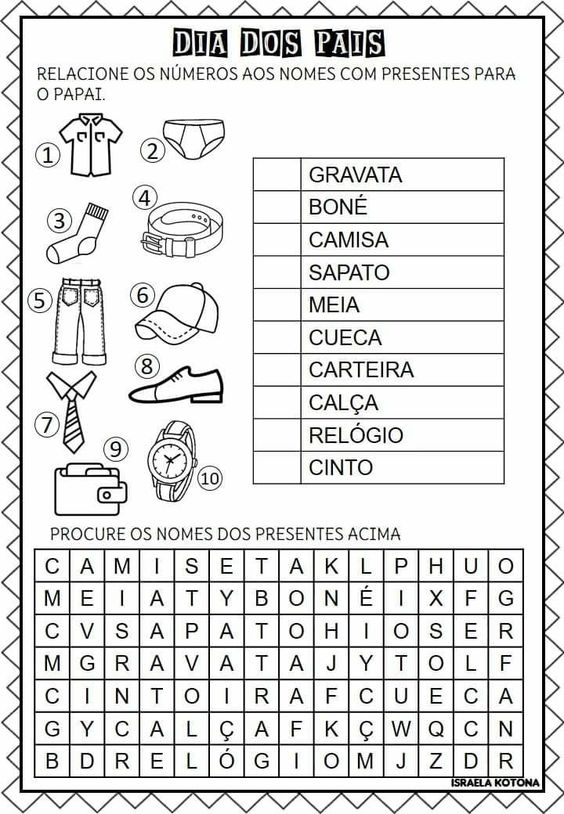 DIA DOS PAIS
RELACIONE OS NÚMEROS AOS NOMES COM PRESENTES PARA
O PAPAI.
1
2
3
4
5
6
7
8
9
10
GRAVATA
BONÉ
CAMISA
SAPATO
MEIA
CUECA
CARTEIRA
CALÇA
RELÓGIO
CINTO
PROCURE OS NOMES DOS PRESENTES ACIMA
C A M I S E T A K L P H U O
M E I A T Y B O N É I X F G
C V S A P A T O H I O S E R
M G R A V A T A J Y T O L F
C I N T O I R A F C U E C A
G Y C A L Ç A F K Ç W Q C N
B D R E L Ó G I O M J Z D R
ISRAELA KOTONA